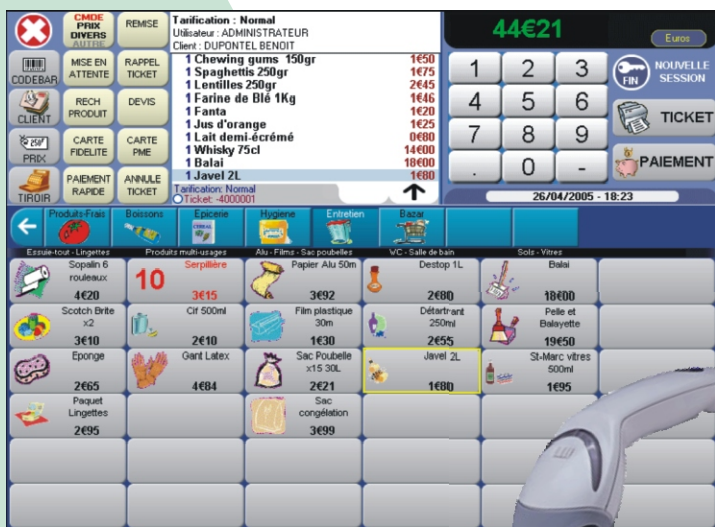 CMDE
PRIX
DIVERS
AUTRE
REMISE
CODEBAR
MISE EN
ATTENTE
RAPPEL
TICKET
CLIENT
RECH
PRODUIT
DEVIS
PRIX
CARTE
FIDELITE
CARTE
PME
TIROIR
PAIEMENT
RAPIDE
ANNULE
TICKET
Tarification : Normal
Utilisateur : ADMINISTRATEUR
Client : DUPONTEL BENOIT
1 Chewing gums 150gr 1€50
1 Spaghettis 250gr 1€75
1 Lentilles 250gr 2€45
1 Farine de Blé 1Kg 1€46
1 Fanta 1€20
1 Jus d'orange 1€25
1 Lait demi-écrémé 0€80
1 Whisky 75cl 14€00
1 Balai 18€00
1 Javel 2L 1€80
Tarification: Normal
Ticket: -4000001
44€21
Euros
1 2 3
4 5 6
7 8 9
. 0 -
FIN
NOUVELLE
SESSION
TICKET
PAIEMENT
26/04/2005 - 18:23
Produits-Frais Boissons Epicerie Hygiene Entretien Bazar
Essuie-tout - Lingettes Produits multi-usages Alu - Films - Sac poubelles WC - Salle de bain Sols - Vitres
Sopalin 6
rouleaux
4€20
10
Serpillière
3€15
Papier Alu 50m
3€92
Destop 1L
2€80
Balai
18€00
Scotch Brite
x2
3€10
Cif 500ml
2€10
Film plastique
30m
1€30
Détartrant
250ml
2€55
Pelle et
Balayette
19€50
Eponge
2€65
Gant Latex
4€84
Sac Poubelle
x15 30L
2€21
Javel 2L
1€80
St-Marc vitres
500ml
1€95
Paquet
Lingettes
2€95
Sac
congélation
3€99